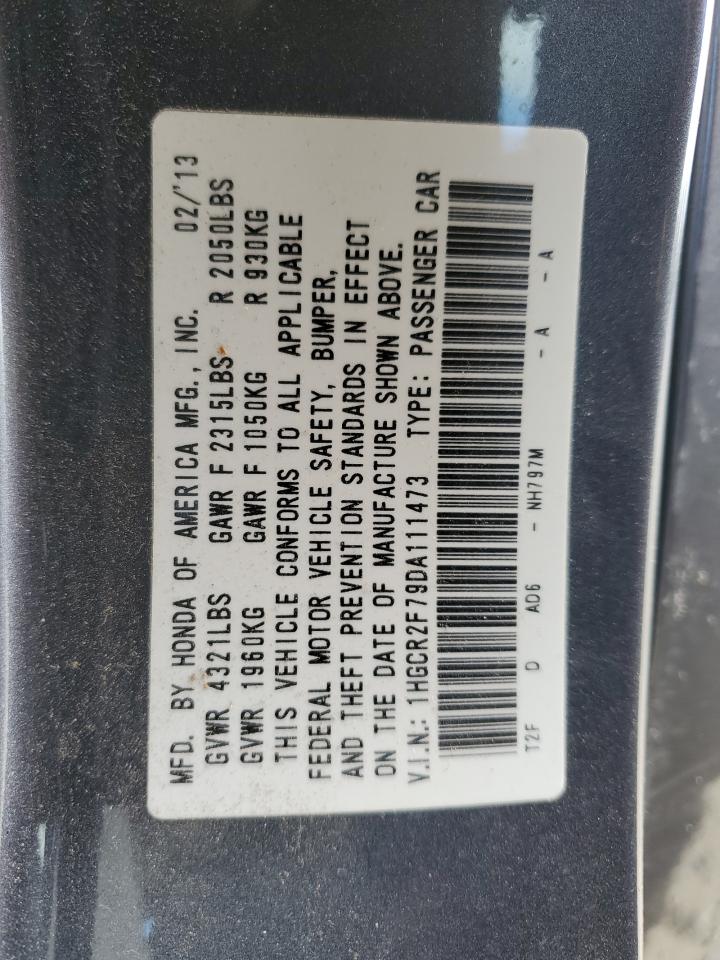 MFD. BY HONDA OF AMERICA MFG., INC. 02/'13
GVWR 4321LBS GAWR F 2315LBS R 2050LBS
GVWR 1960KG GAWR F 1050KG R 930KG
THIS VEHICLE CONFORMS TO ALL APPLICABLE
FEDERAL MOTOR VEHICLE SAFETY, BUMPER,
AND THEFT PREVENTION STANDARDS IN EFFECT
ON THE DATE OF MANUFACTURE SHOWN ABOVE.
V.I.N.: 1HGCR2F79DA111473 TYPE: PASSENGER CAR
T2F D AD6 - NH797M - A - A